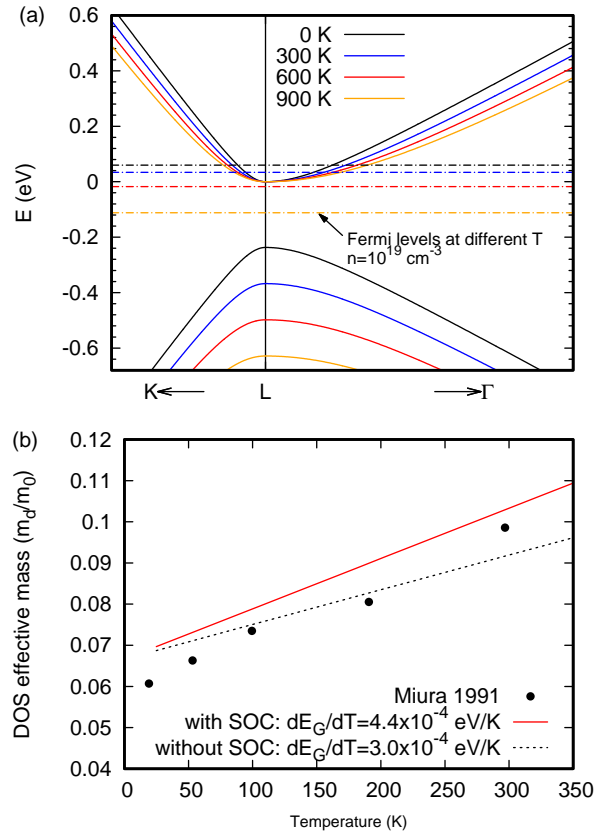 (a)
0.6
0.4
0.2
0
-0.2
-0.4
-0.6
E (eV)
0 K
300 K
600 K
900 K
Fermi levels at different T
n=10¹⁹ cm⁻³
K
L
Γ
(b)
0.12
0.11
0.1
0.09
0.08
0.07
0.06
0.05
0.04
DOS effective mass (m_d/m_0)
Miura 1991
with SOC: dE_G/dT=4.4x10⁻⁴ eV/K
without SOC: dE_G/dT=3.0x10⁻⁴ eV/K
0 50 100 150 200 250 300 350
Temperature (K)